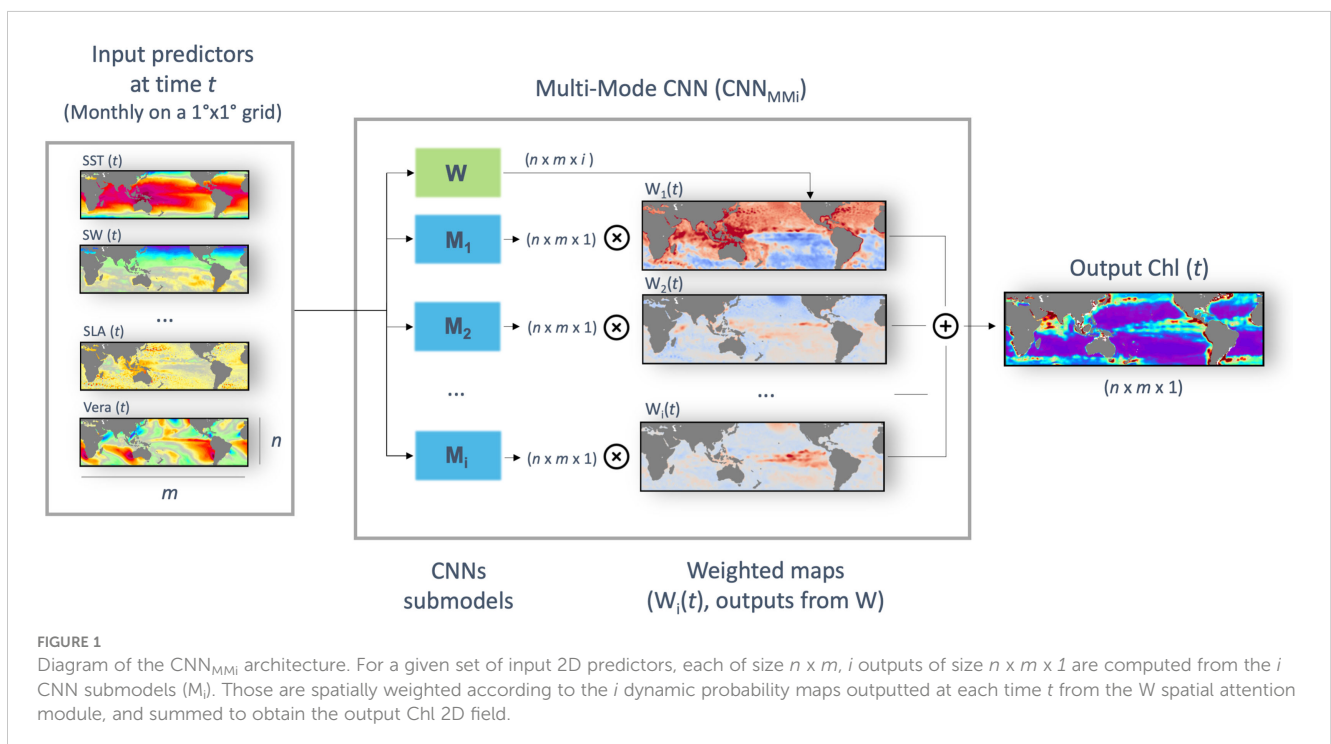 Input predictors
at time t
(Monthly on a 1°x1° grid)
SST (t)
SW (t)
...
SLA (t)
Vera (t)
n
m
Multi-Mode CNN (CNNMMi)
W
(n x m x i)
W1(t)
M1
(n x m x 1)
W2(t)
M2
(n x m x 1)
...
...
Wi(t)
Mi
(n x m x 1)
CNNs
submodels
Weighted maps
(Wi(t), outputs from W)
Output Chl (t)
(n x m x 1)
FIGURE 1
Diagram of the CNNMMi architecture. For a given set of input 2D predictors, each of size n x m, i outputs of size n x m x 1 are computed from the i
CNN submodels (Mi). Those are spatially weighted according to the i dynamic probability maps outputted at each time t from the W spatial attention
module, and summed to obtain the output Chl 2D field.